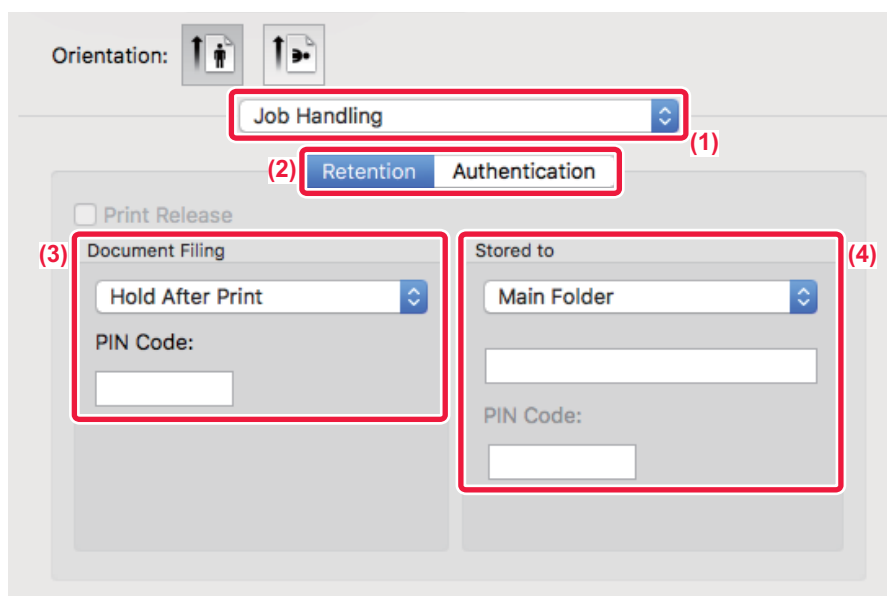 Orientation:
Job Handling
(1)
(2)
Retention
Authentication
Print Release
(3)
Document Filing
Hold After Print
PIN Code:
Stored to
(4)
Main Folder
PIN Code: